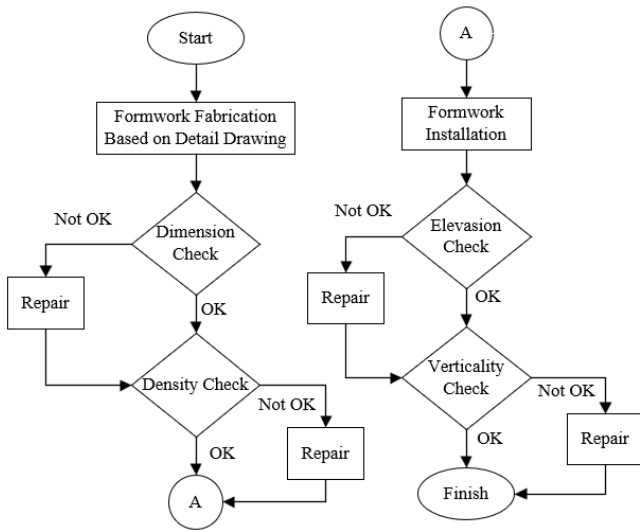 Start
Formwork Fabrication
Based on Detail Drawing
Not OK
Dimension
Check
Repair
OK
Density Check
Not OK
OK
Repair
A
A
Formwork
Installation
Not OK
Elevasion
Check
Repair
OK
Verticality
Check
Not OK
OK
Repair
Finish